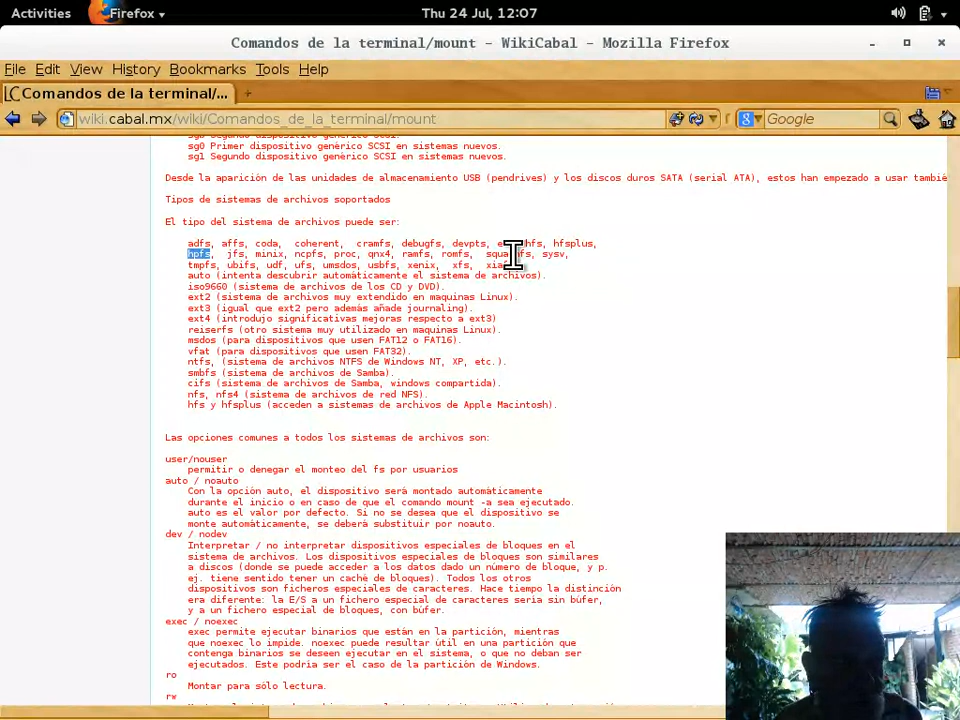 Activities Firefox Thu 24 Jul, 12:07
Comandos de la terminal/mount - WikiCabal - Mozilla Firefox
File Edit View History Bookmarks Tools Help
Comandos de la terminal/...
wiki.cabal.mx/wiki/Comandos_de_la_terminal/mount Google
sg0 Primer dispositivo genérico SCSI en sistemas nuevos.
sg1 Segundo dispositivo genérico SCSI en sistemas nuevos.
Desde la aparición de las unidades de almacenamiento USB (pendrives) y los discos duros SATA (serial ATA), estos han empezado a usar tambié
Tipos de sistemas de archivos soportados
El tipo del sistema de archivos puede ser:
adfs, affs, coda, coherent, cramfs, debugfs, devpts, hfs, hfsplus,
hpfs, jfs, minix, ncpfs, proc, qnx4, ramfs, romfs, sysv,
tmpfs, ubifs, udf, ufs, umsdos, usbfs, xenix, xfs,
auto (intenta descubrir automáticamente el sistema de archivos).
iso9660 (sistema de archivos de los CD y DVD).
ext2 (sistema de archivos muy extendido en maquinas Linux).
ext3 (igual que ext2 pero además añade journaling).
ext4 (introdujo significativas mejoras respecto a ext3)
reiserfs (otro sistema muy utilizado en maquinas Linux).
msdos (para dispositivos que usen FAT12 o FAT16).
vfat (para dispositivos que usen FAT32).
ntfs, (sistema de archivos NTFS de Windows NT, XP, etc.).
smbfs (sistema de archivos de Samba).
cifs (sistema de archivos de Samba, windows compartida).
nfs, nfs4 (sistema de archivos de red NFS).
hfs y hfsplus (acceden a sistemas de archivos de Apple Macintosh).
Las opciones comunes a todos los sistemas de archivos son:
user/nouser
permitir o denegar el monteo del fs por usuarios
auto / noauto
Con la opción auto, el dispositivo será montado automáticamente
durante el inicio o en caso de que el comando mount -a sea ejecutado.
auto es el valor por defecto. Si no se desea que el dispositivo se
monte automáticamente, se deberá substituir por noauto.
dev / nodev
Interpretar / no interpretar dispositivos especiales de bloques en el
sistema de archivos. Los dispositivos especiales de bloques son similares
a discos (donde se puede acceder a los datos dado un número de bloque, y p.
ej. tiene sentido tener un caché de bloques). Todos los otros
dispositivos son ficheros especiales de caracteres. Hace tiempo la distinción
era diferente: la E/S a un fichero especial de caracteres sería sin búfer,
y a un fichero especial de bloques, con búfer.
exec / noexec
exec permite ejecutar binarios que están en la partición, mientras
que noexec lo impide. noexec puede resultar útil en una partición que
contenga binarios se deseen ejecutar en el sistema, o que no deban ser
ejecutados. Este podría ser el caso de la partición de Windows.
ro
Montar para sólo lectura.
rw